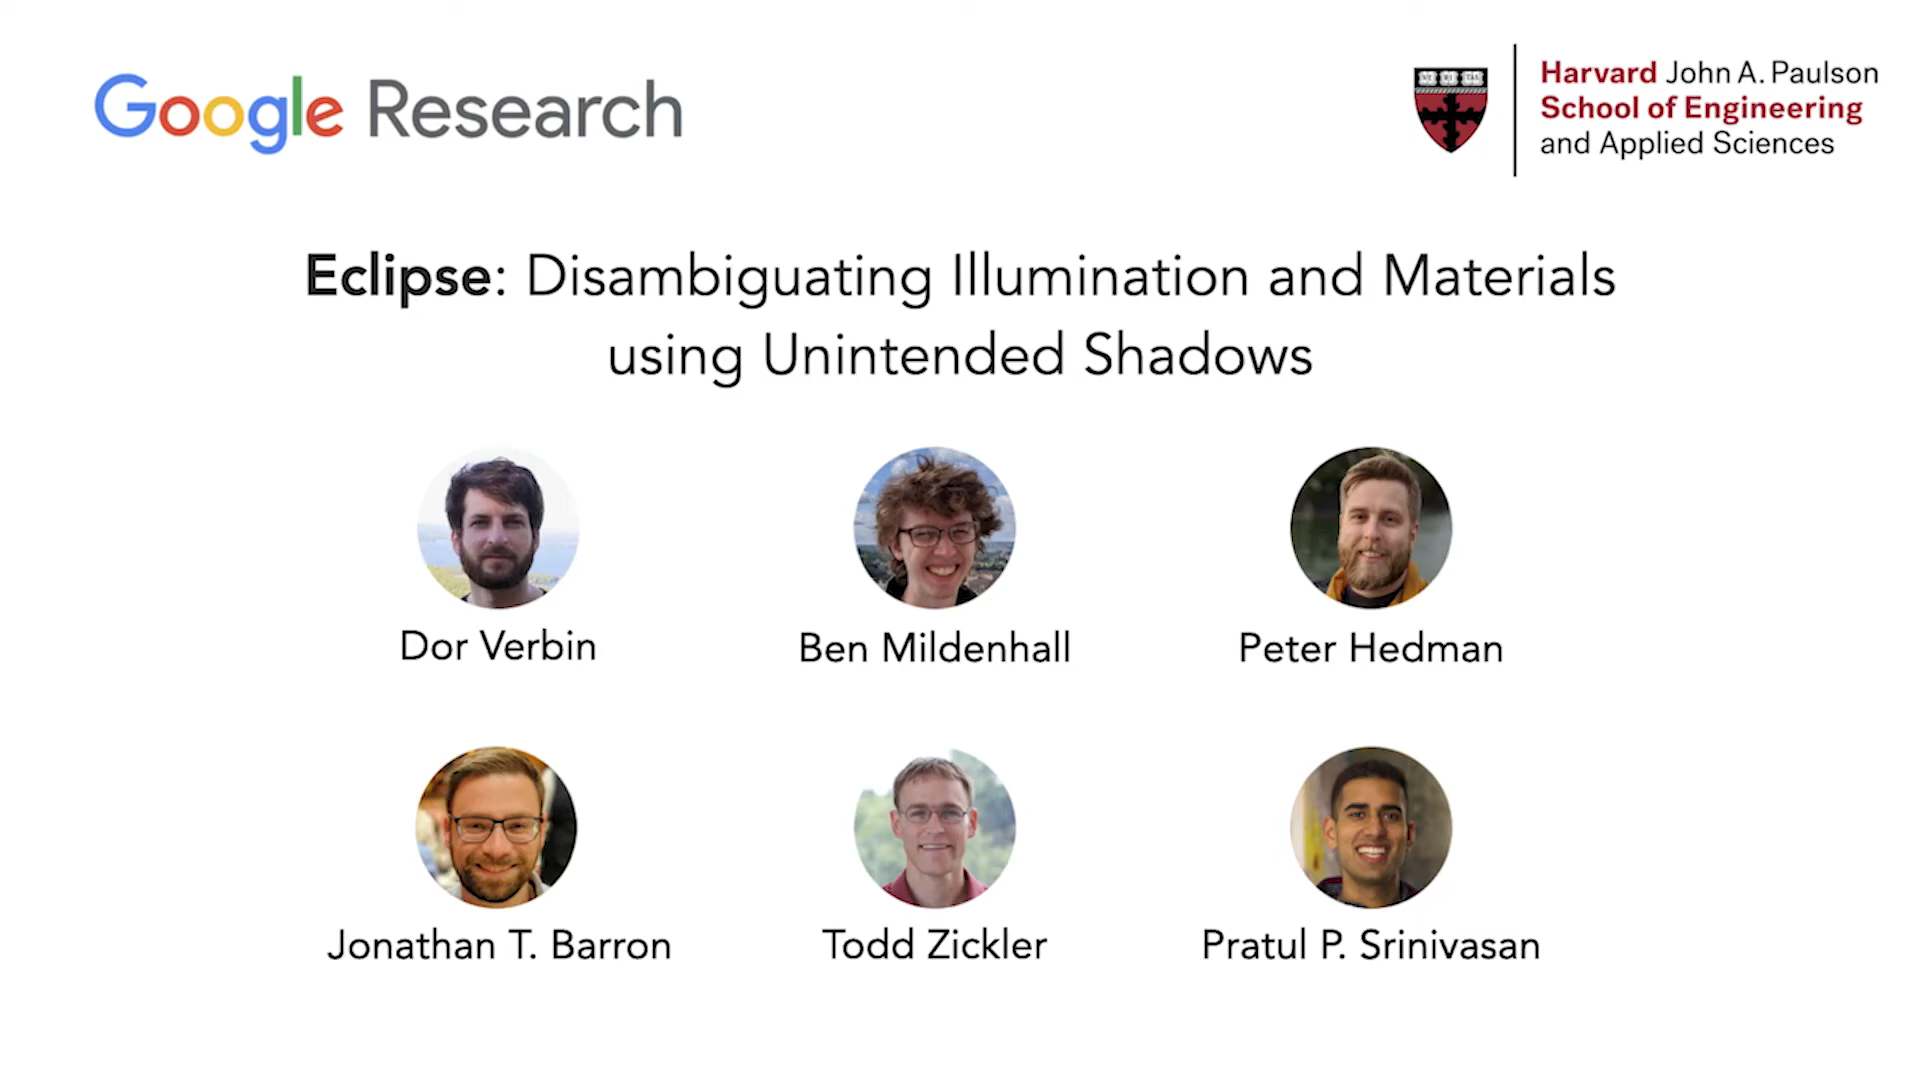 Google Research
Harvard John A. Paulson
School of Engineering
and Applied Sciences
Eclipse: Disambiguating Illumination and Materials
using Unintended Shadows
Dor Verbin
Ben Mildenhall
Peter Hedman
Jonathan T. Barron
Todd Zickler
Pratul P. Srinivasan